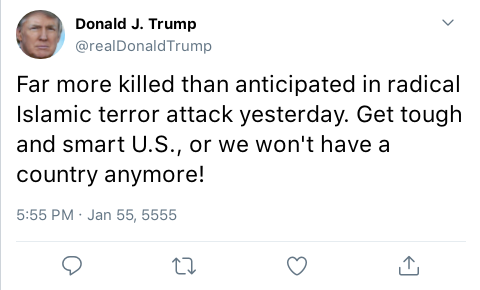 Donald J. Trump
@realDonaldTrump
Far more killed than anticipated in radical
Islamic terror attack yesterday. Get tough
and smart U.S., or we won't have a
country anymore!
5:55 PM · Jan 55, 5555